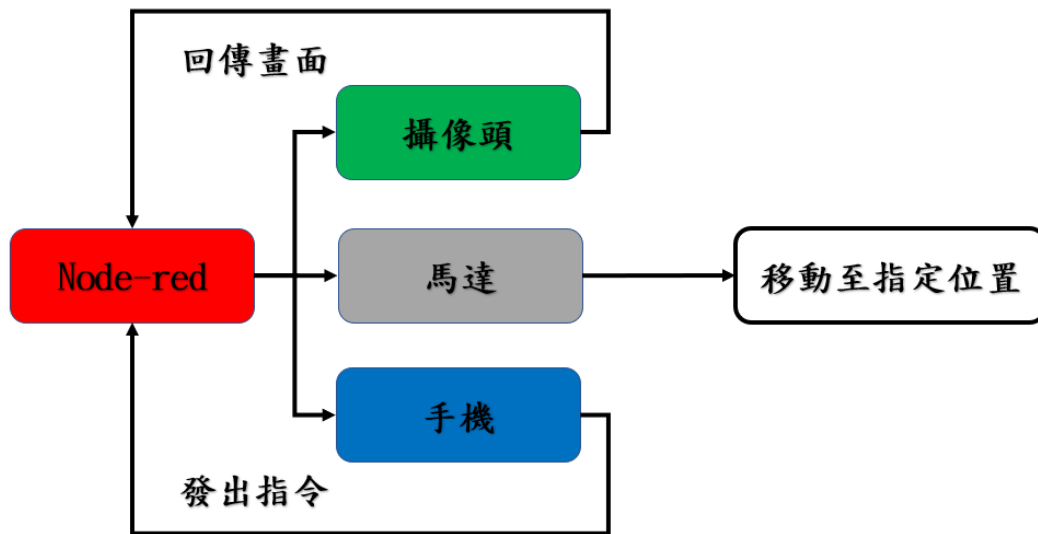 回傳畫面
攝像頭
Node-red
馬達
移動至指定位置
手機
發出指令